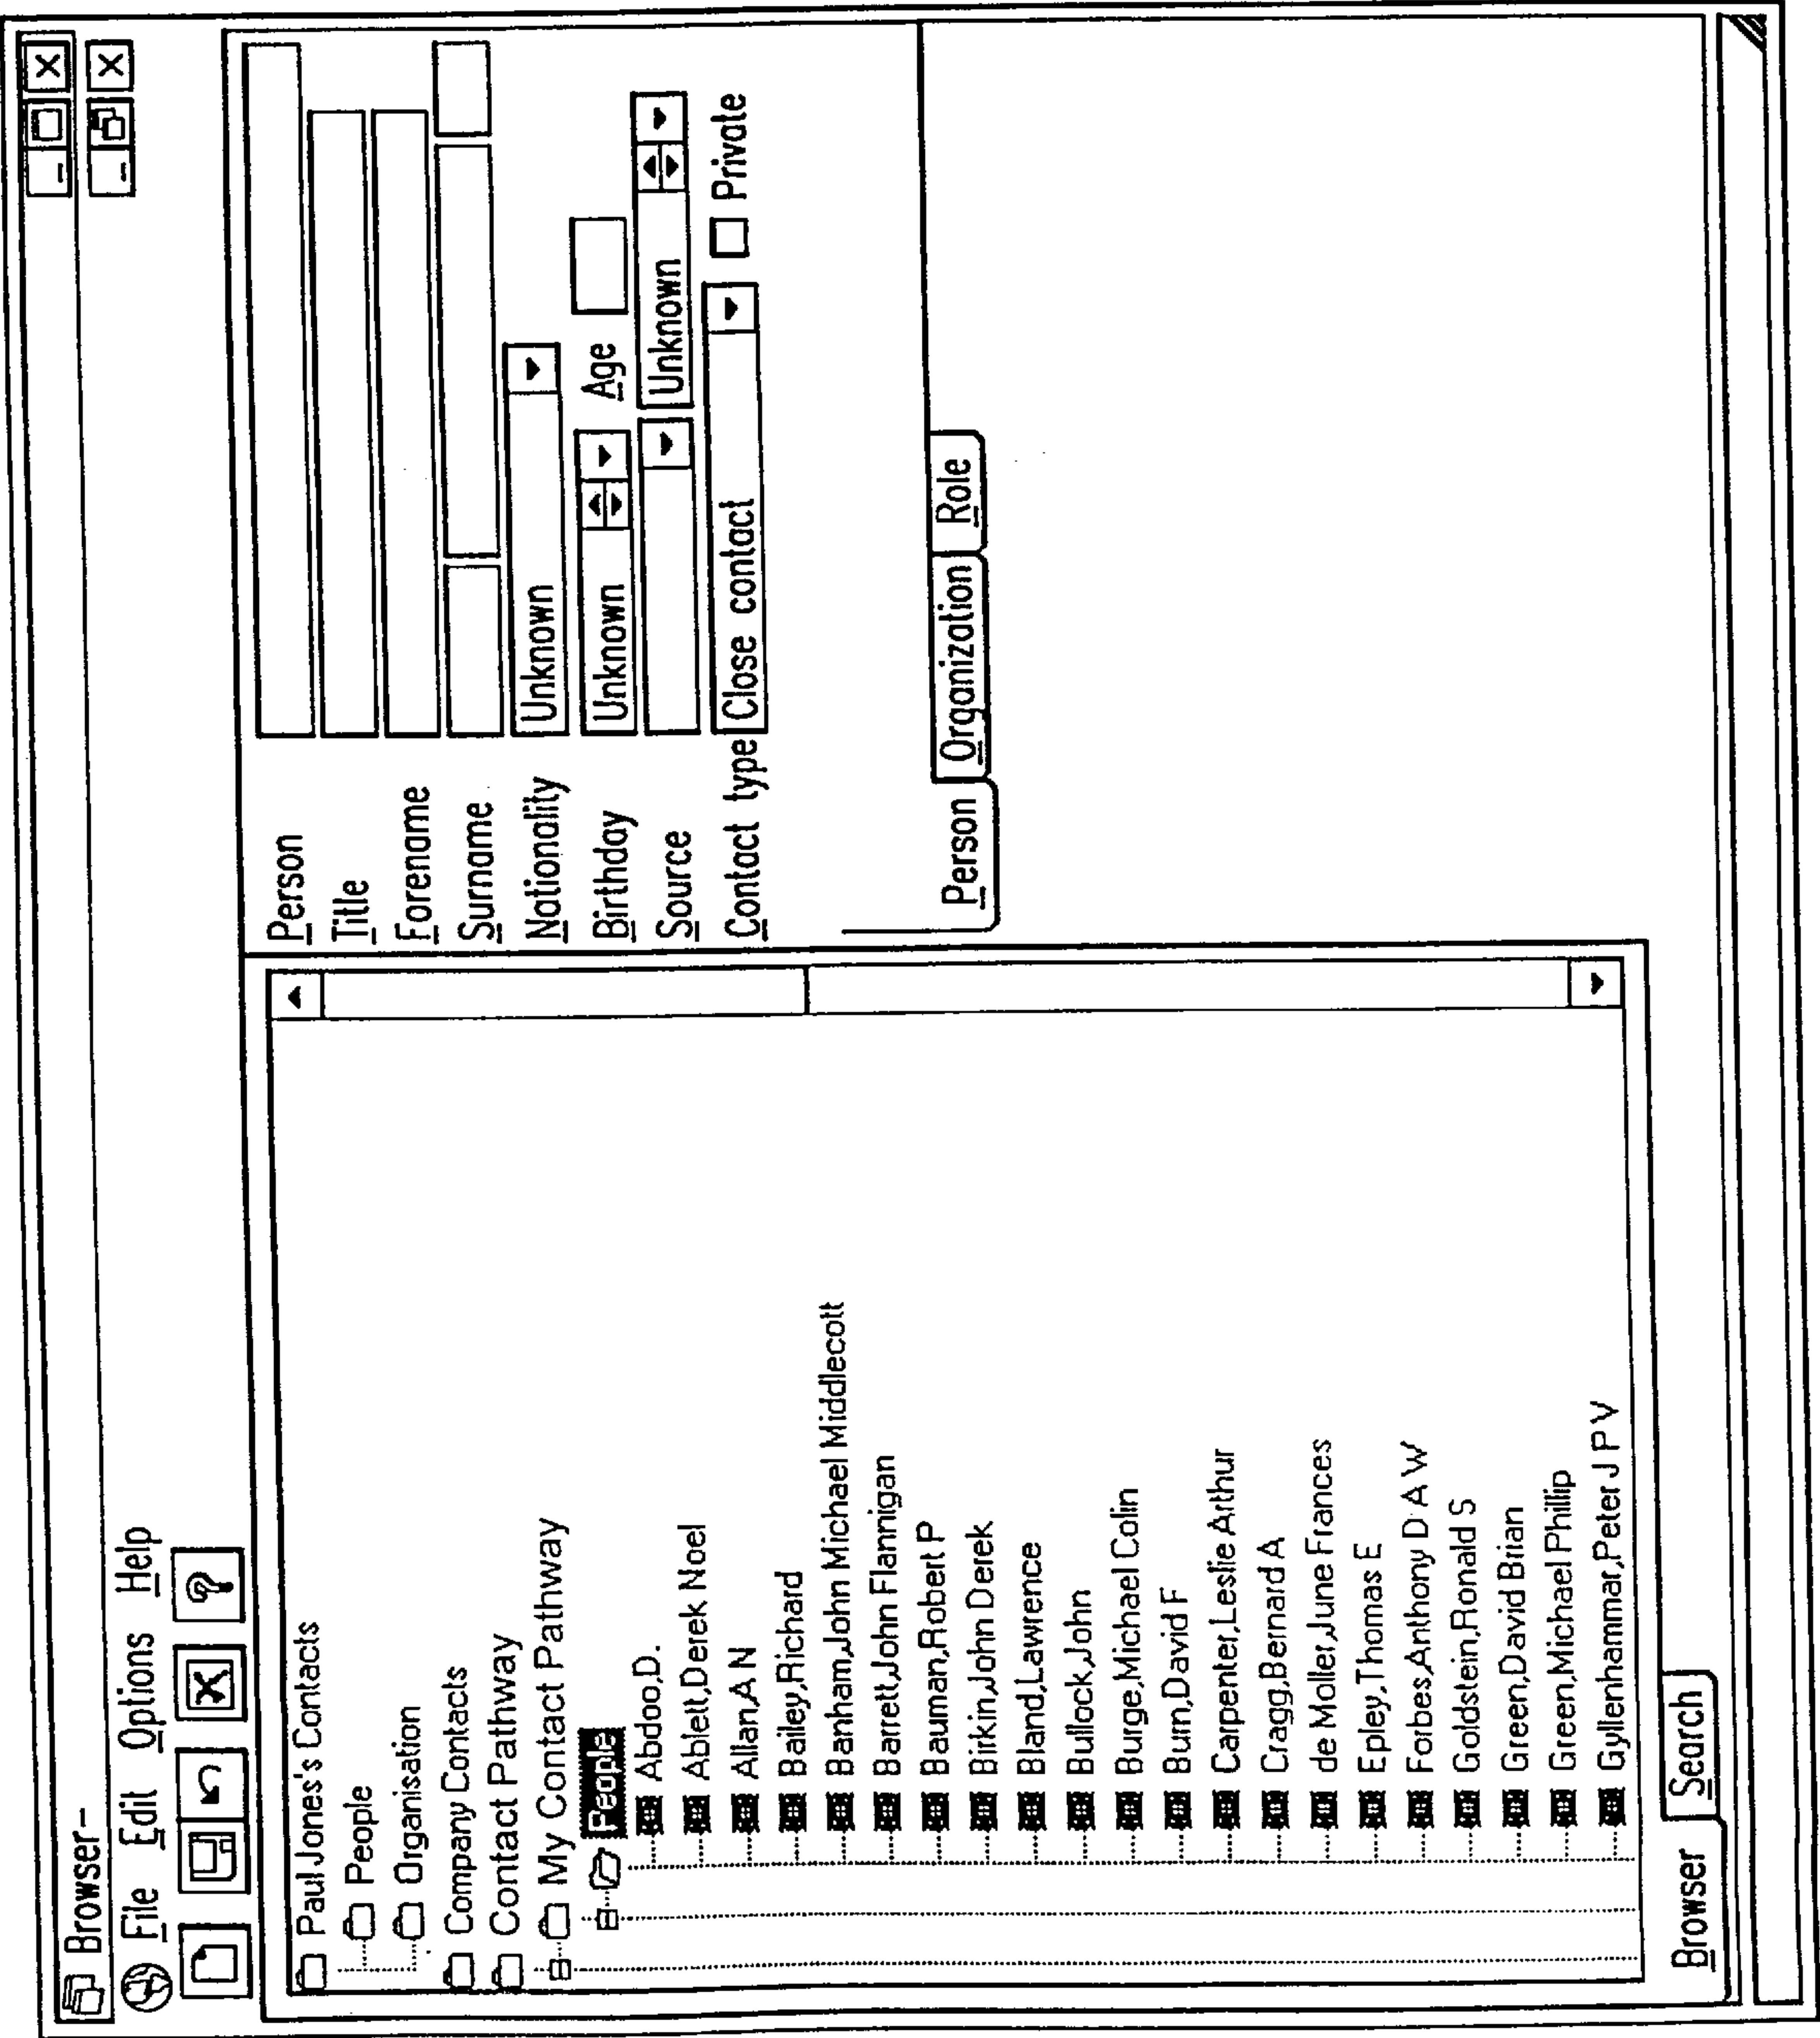 Browser-
File Edit Options Help
Paul Jones's Contacts
People
Organisation
Company Contacts
Contact Pathway
My Contact Pathway
People
Abdoo,D.
Ablett,Derek Noel
Allan,A N
Bailey,Richard
Banham,John Michael Middlecott
Barrett,John Flannigan
Bauman,Robert P
Birkin,John Derek
Bland,Lawrence
Bullock,John
Burge,Michael Colin
Burn,David F
Carpenter,Leslie Arthur
Cragg,Bernard A
de Moller,June Frances
Epley,Thomas E
Forbes,Anthony D A W
Goldstein,Ronald S
Green,David Brian
Green,Michael Phillip
Gyllenhammar,Peter J P V
Browser Search
Person
Title
Forename
Surname
Nationality Unknown
Birthday Unknown Age
Source Unknown
Contact type Close contact Private
Person Organization Role